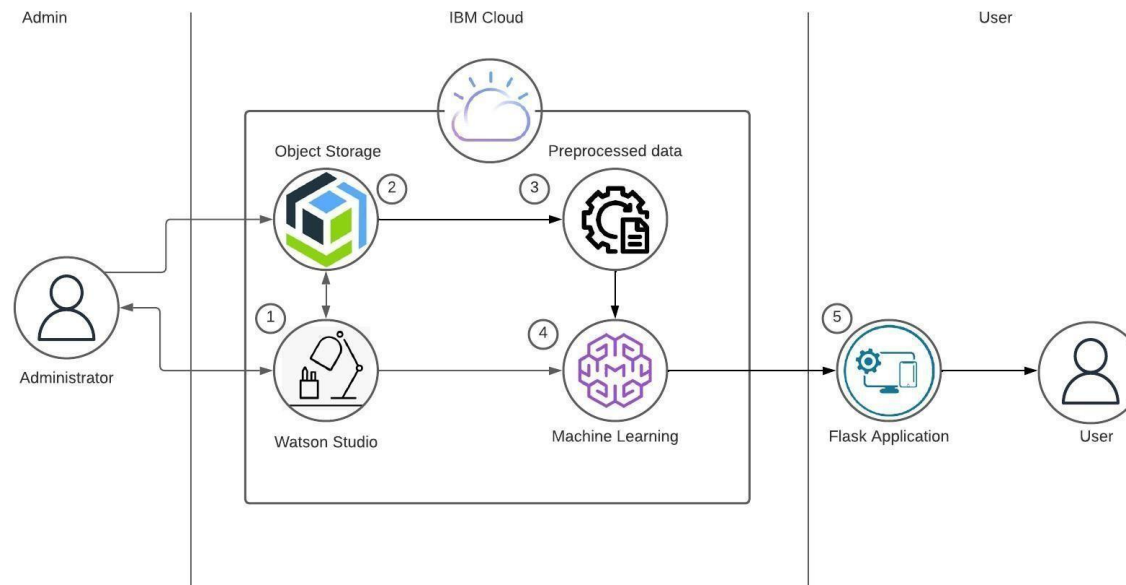 Admin
IBM Cloud
User
Object Storage
Preprocessed data
2
3
1
4
5
Administrator
Watson Studio
Machine Learning
Flask Application
User